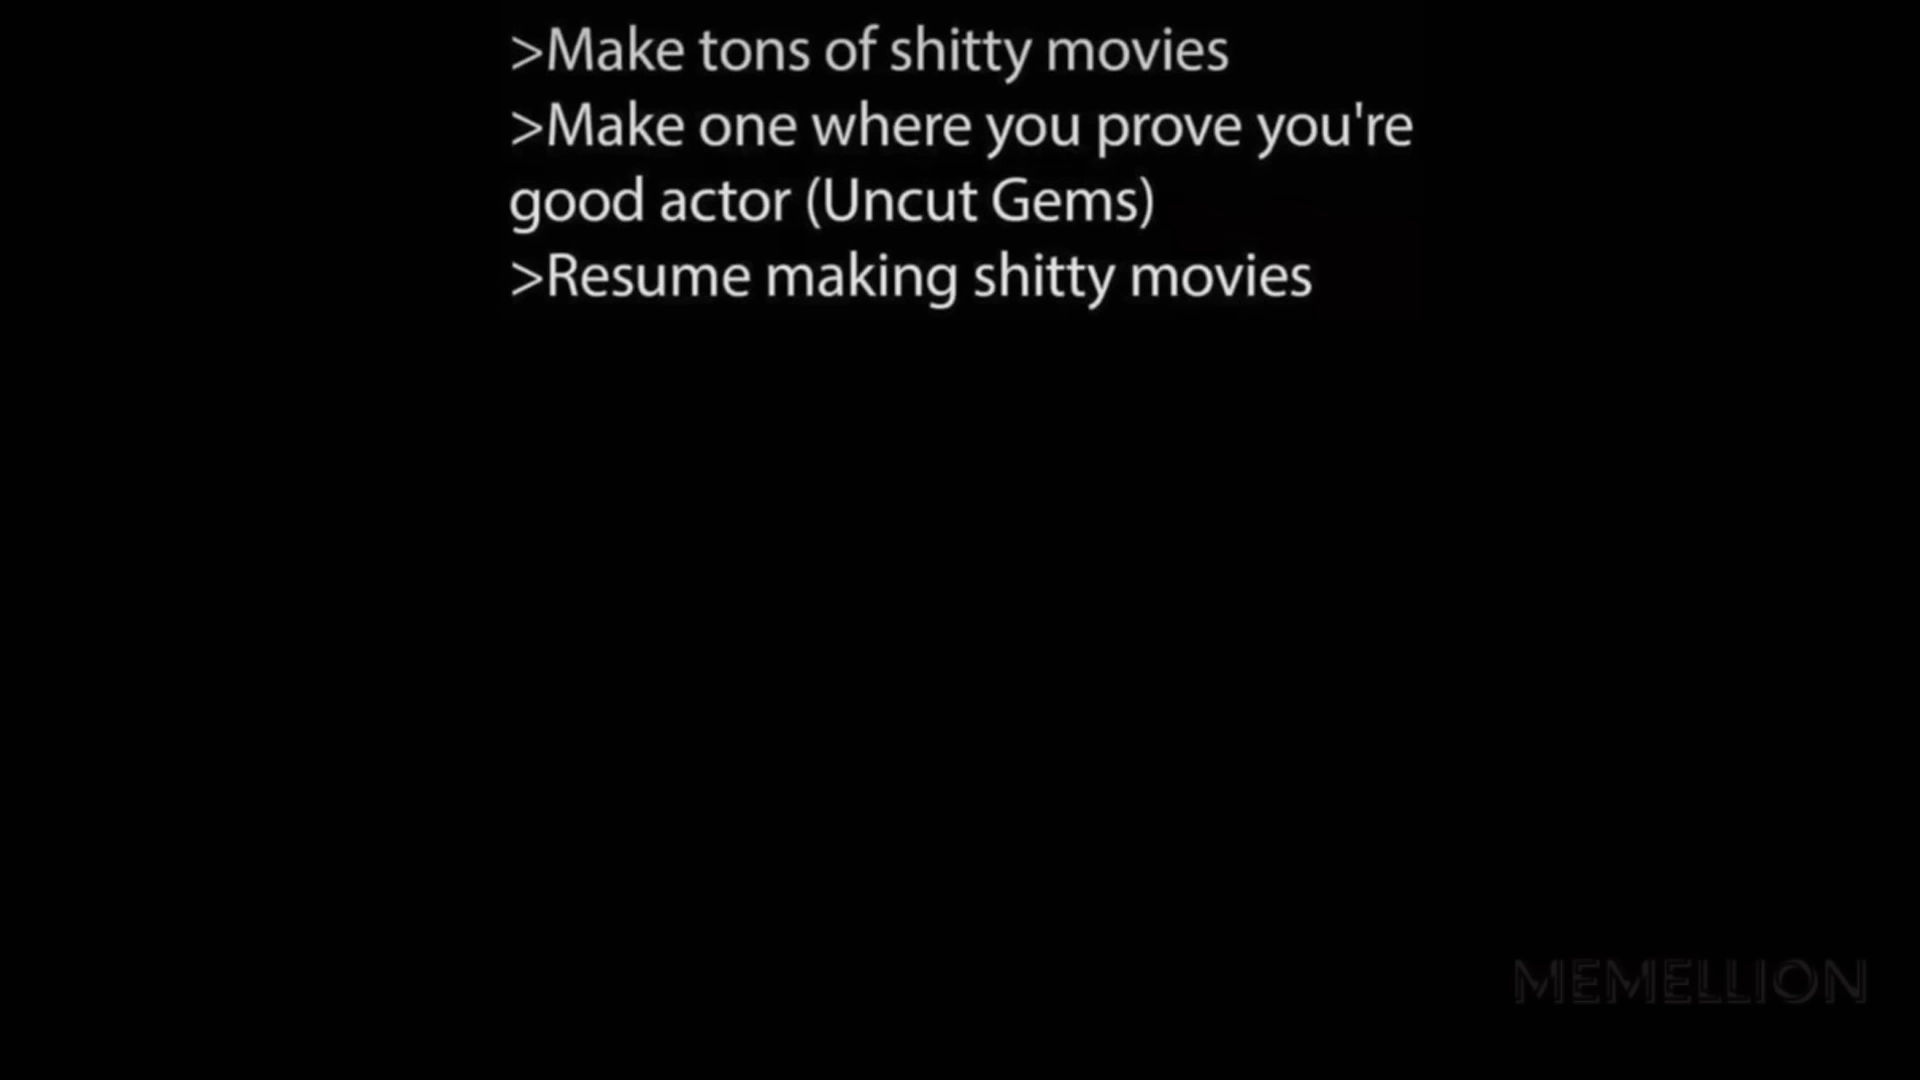 >Make tons of shitty movies
>Make one where you prove you're
good actor (Uncut Gems)
>Resume making shitty movies
MEMELLION